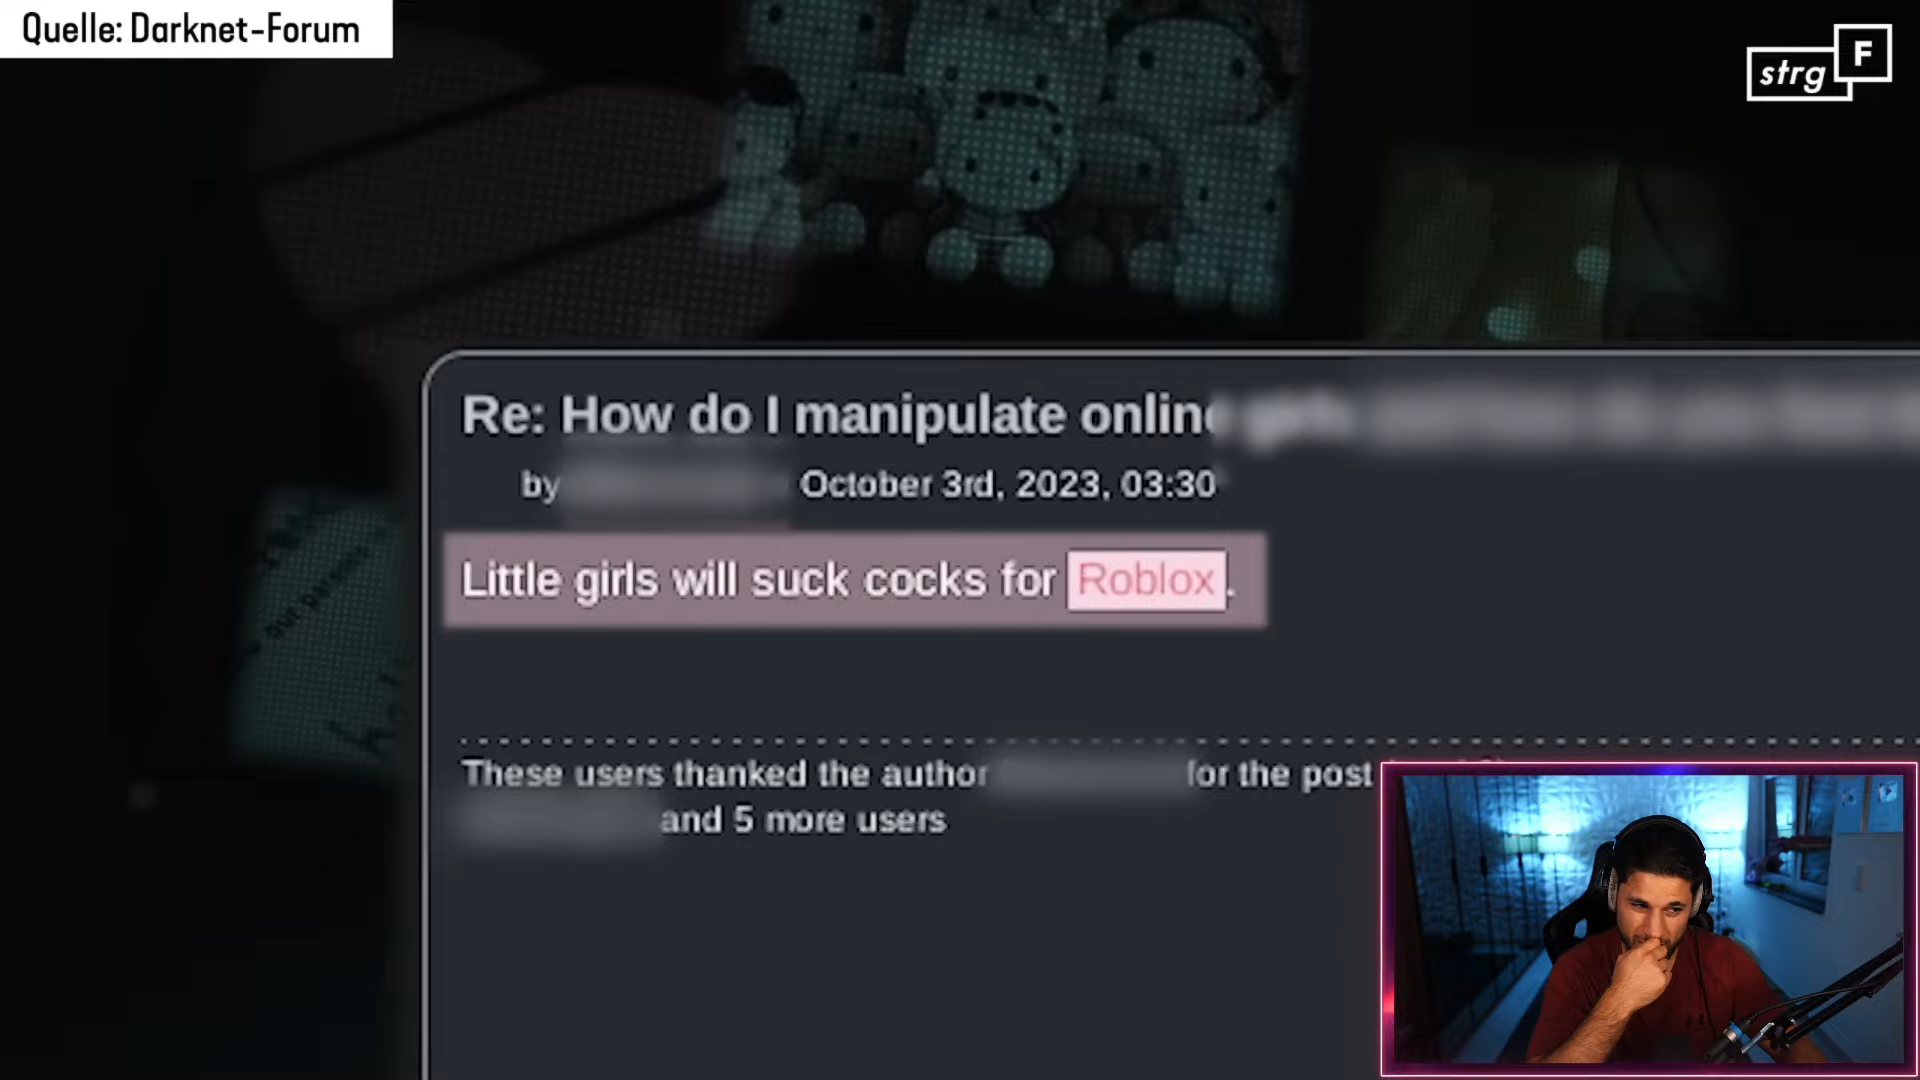 Quelle: Darknet-Forum
strg F
Re: How do I manipulate online
by October 3rd, 2023, 03:30
Little girls will suck cocks for Roblox.
These users thanked the author for the post
and 5 more users